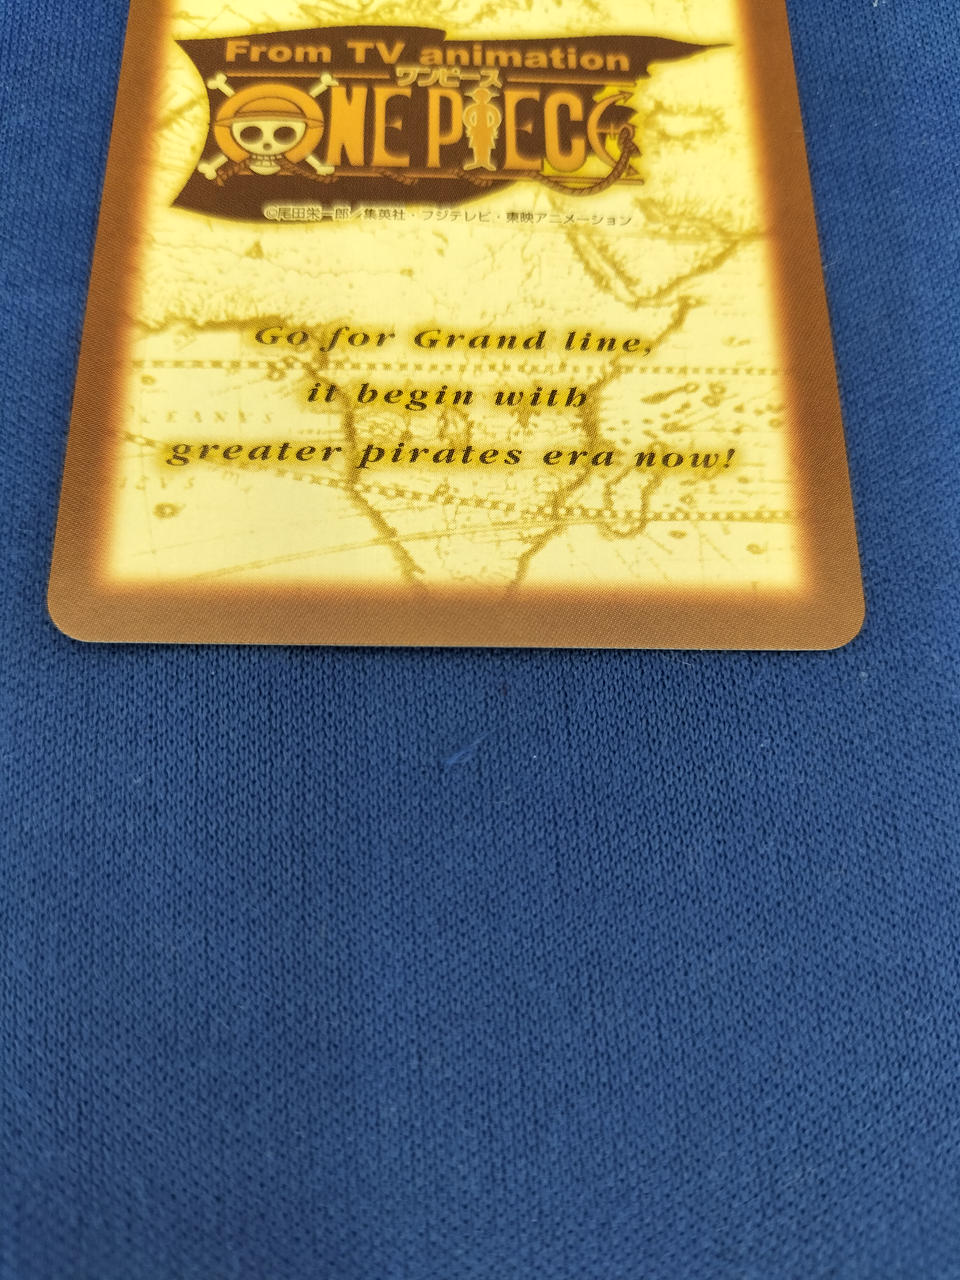 From TV animation
ワンピース
ONE PIECE
©尾田栄一郎／集英社・フジテレビ・東映アニメーション
Go for Grand line,
it begin with
greater pirates era now!